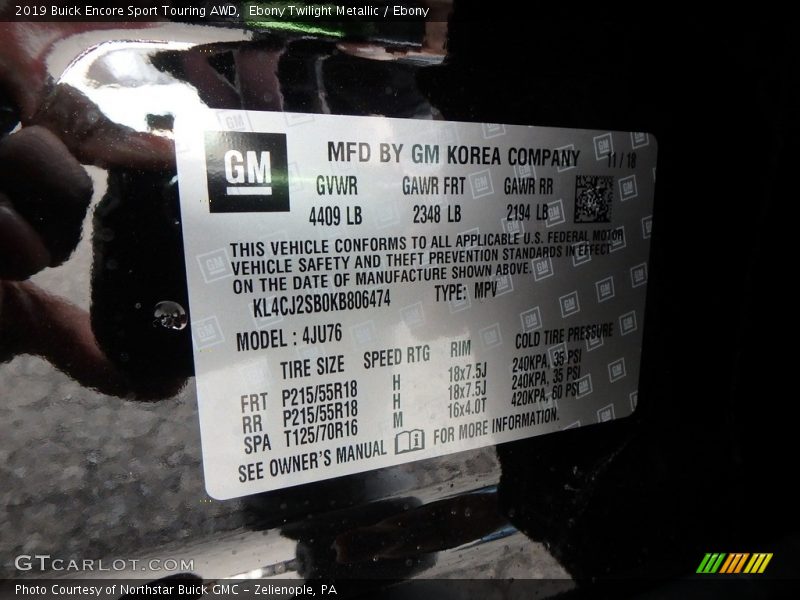 2019 Buick Encore Sport Touring AWD, Ebony Twilight Metallic / Ebony
GM
MFD BY GM KOREA COMPANY 11/18
GVWR GAWR FRT GAWR RR
4409 LB 2348 LB 2194 LB
THIS VEHICLE CONFORMS TO ALL APPLICABLE U.S. FEDERAL MOTOR
VEHICLE SAFETY AND THEFT PREVENTION STANDARDS IN EFFECT
ON THE DATE OF MANUFACTURE SHOWN ABOVE.
KL4CJ2SB0KB806474 TYPE: MPV
MODEL : 4JU76
TIRE SIZE SPEED RTG RIM COLD TIRE PRESSURE
FRT P215/55R18 H 18x7.5J 240KPA, 35 PSI
RR P215/55R18 H 18x7.5J 240KPA, 35 PSI
SPA T125/70R16 M 16x4.0T 420KPA, 60 PSI
SEE OWNER'S MANUAL FOR MORE INFORMATION.
GTCARLOT.COM
Photo Courtesy of Northstar Buick GMC - Zelienople, PA